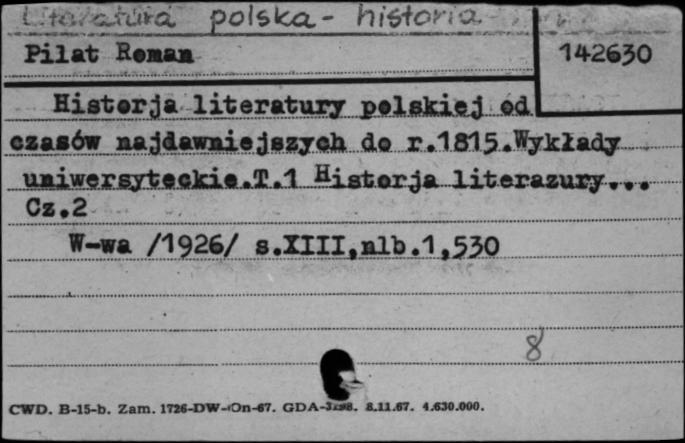 Literatura polska - historia
Pilat Roman
142630
Historja literatury polskiej od
czasów najdawniejszych do r.1815.Wykłady
uniwersyteckie.T.1 Historja literazury...
Cz.2
W-wa /1926/ s.XIII,nlb.1,530
8
CWD. B-15-b. Zam. 1726-DW-On-67. GDA- 8.11.67. 4.630.000.